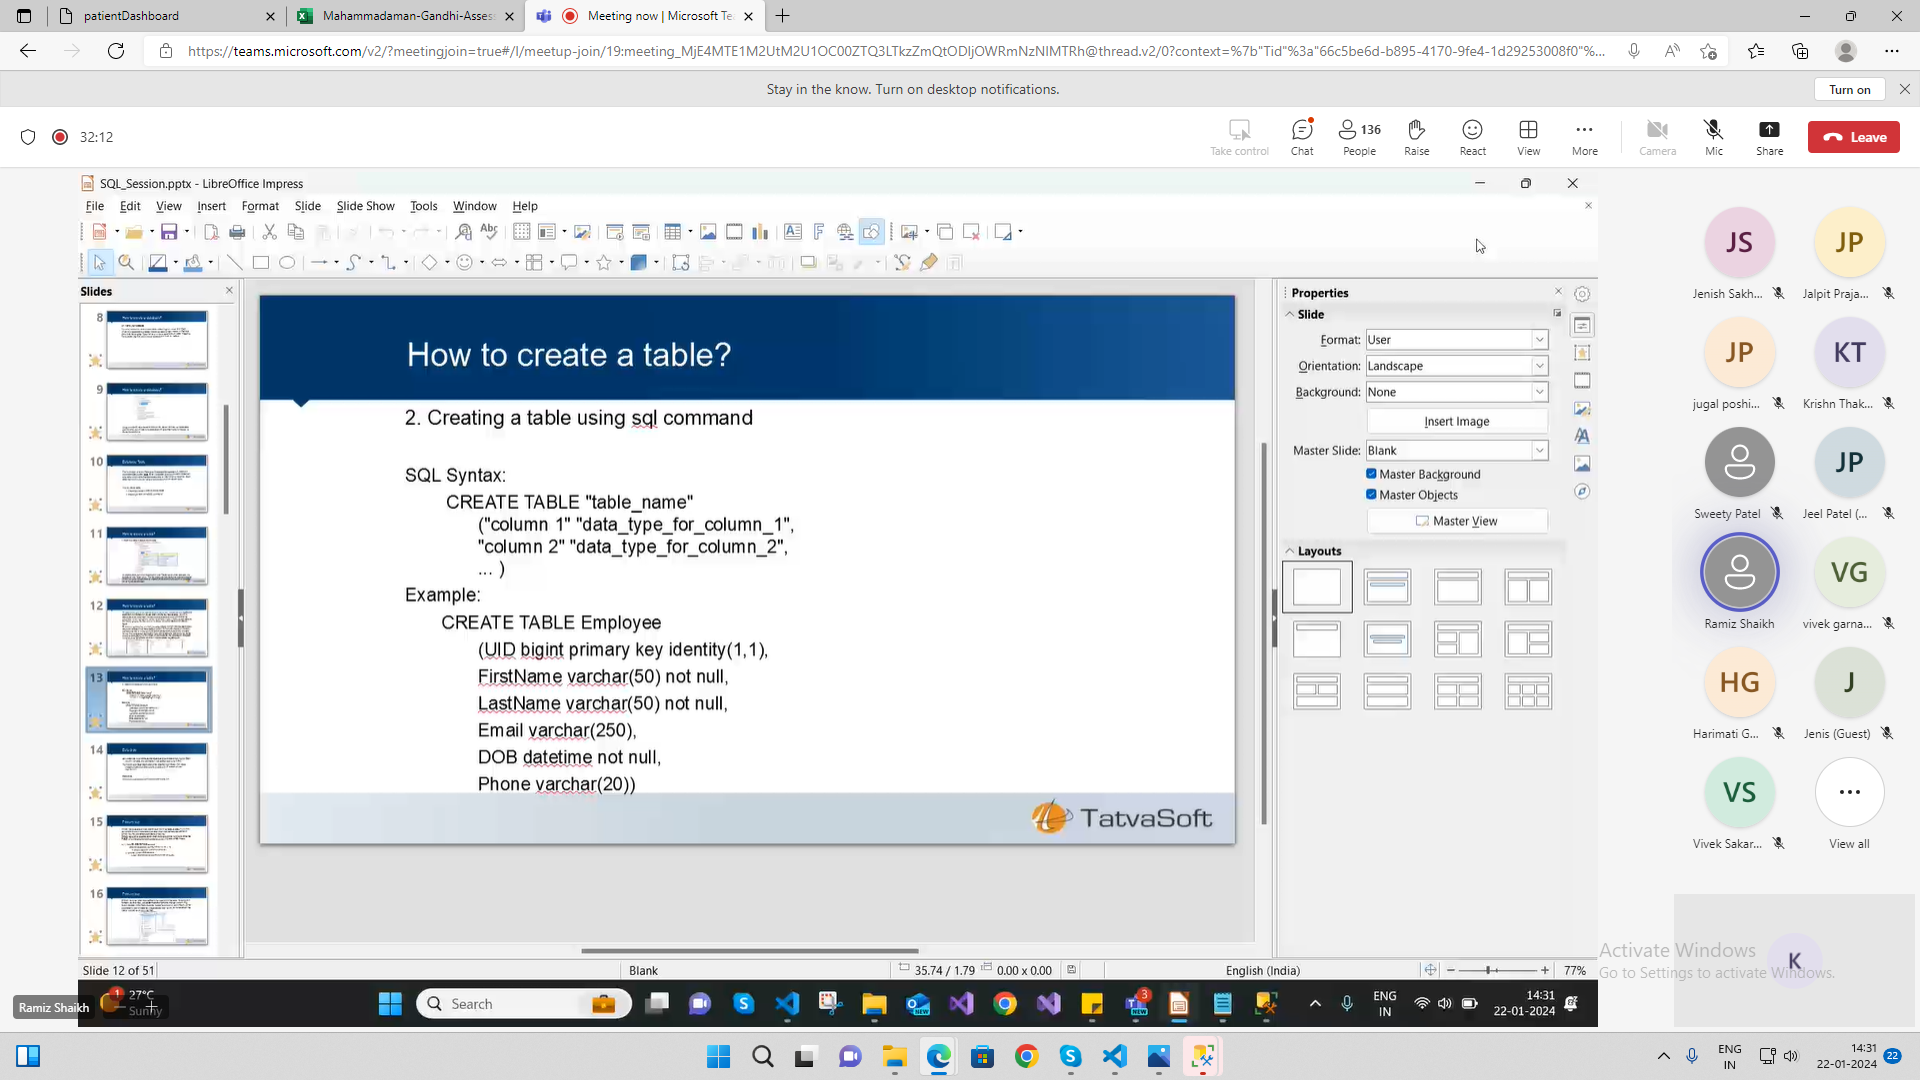 patientDashboard
Mahammadaman-Gandhi-Asses
Meeting now | Microsoft Te
https://teams.microsoft.com/v2/?meetingjoin=true#/l/meetup-join/19:meeting_MjE4MTE1M2UtM2U1OC00ZTQ3LTkzZmQtODljOWRmNzNlMTRh@thread.v2/0?context=%7b"Tid"%3a"66c5be6d-b895-4170-9fe4-1d29253008f0"%...
Stay in the know. Turn on desktop notifications.
Turn on
32:12
Take control
Chat
136
People
Raise
React
View
More
Camera
Mic
Share
Leave
SQL_Session.pptx - LibreOffice Impress
File Edit View Insert Format Slide Slide Show Tools Window Help
Slides
8
9
10
11
12
13
14
15
16
How to create a table?
2. Creating a table using sql command
SQL Syntax:
CREATE TABLE "table_name"
("column 1" "data_type_for_column_1",
"column 2" "data_type_for_column_2",
... )
Example:
CREATE TABLE Employee
(UID bigint primary key identity(1,1),
FirstName varchar(50) not null,
LastName varchar(50) not null,
Email varchar(250),
DOB datetime not null,
Phone varchar(20))
TatvaSoft
Properties
Slide
Format: User
Orientation: Landscape
Background: None
Insert Image
Master Slide: Blank
Master Background
Master Objects
Master View
Layouts
JS
Jenish Sakh...
JP
Jalpit Praja...
JP
jugal poshi...
KT
Krishn Thak...
Sweety Patel
JP
Jeel Patel (...
Ramiz Shaikh
VG
vivek garna...
HG
Harimati G...
J
Jenis (Guest)
VS
Vivek Sakar...
View all
K
Activate Windows
Go to Settings to activate Windows.
Slide 12 of 51
Blank
35.74 / 1.79
0.00 x 0.00
English (India)
77%
Ramiz Shaikh
1
27°C
Sunny
Search
NEW
3
NEW
ENG
IN
14:31
22-01-2024
ENG
IN
14:31
22-01-2024
22